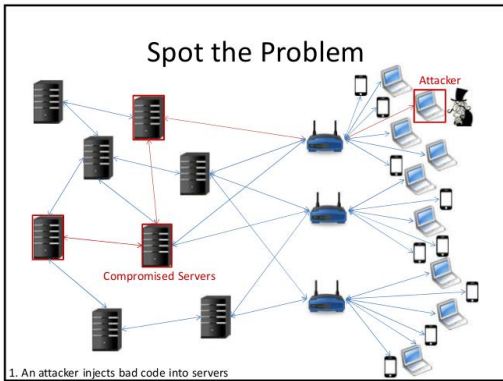 Spot the Problem
Attacker
Compromised Servers
1. An attacker injects bad code into servers